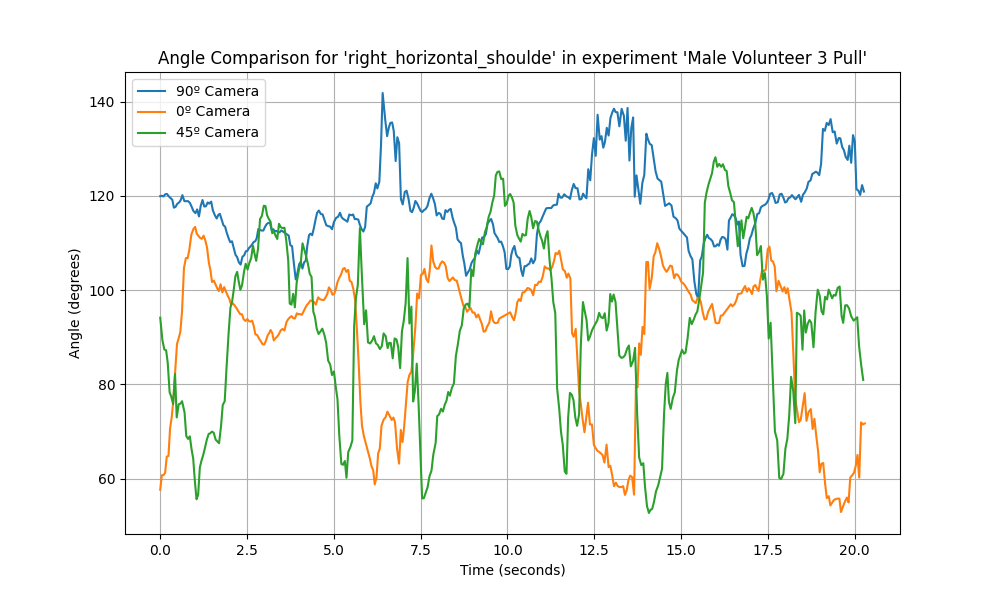 Angle Comparison for 'right_horizontal_shoulde' in experiment 'Male Volunteer 3 Pull'
90º Camera
0º Camera
45º Camera
140
120
100
80
60
Angle (degrees)
0.0 2.5 5.0 7.5 10.0 12.5 15.0 17.5 20.0
Time (seconds)